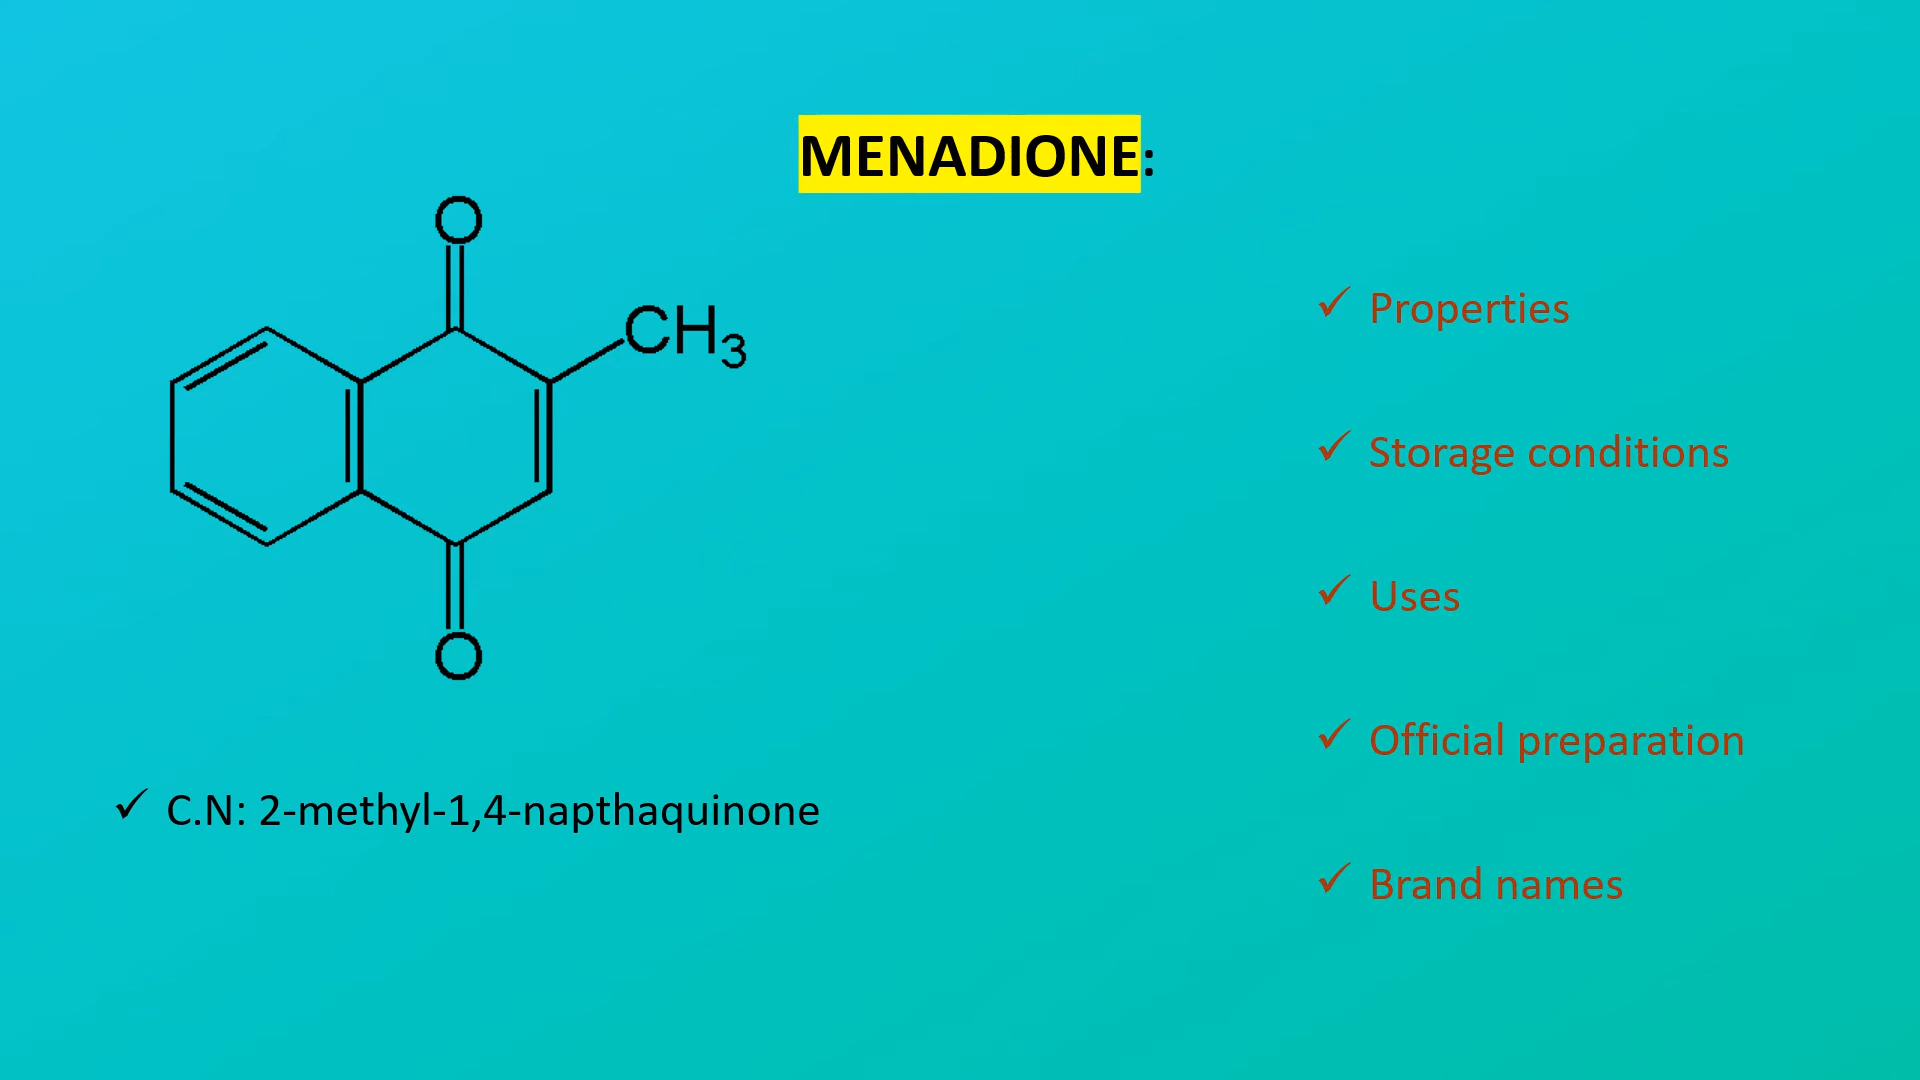 MENADIONE:
O
CH3
O
✓ C.N: 2-methyl-1,4-napthaquinone
✓ Properties
✓ Storage conditions
✓ Uses
✓ Official preparation
✓ Brand names